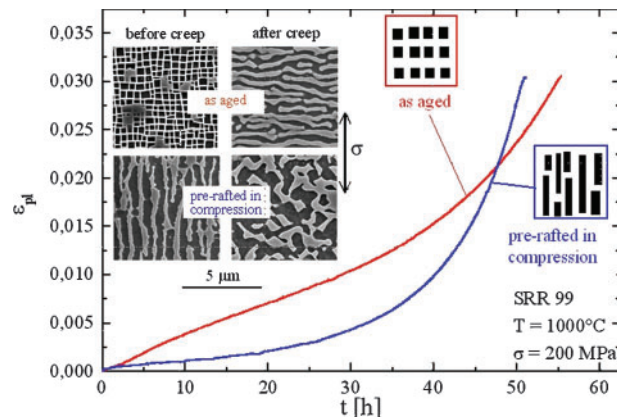 before creep after creep
as aged
σ
pre-rafted in
compression
5 µm
as aged
pre-rafted in
compression
SRR 99
T = 1000°C
σ = 200 MPa
ε pl
0,035
0,030
0,025
0,020
0,015
0,010
0,005
0,000
0 10 20 30 40 50 60
t [h]